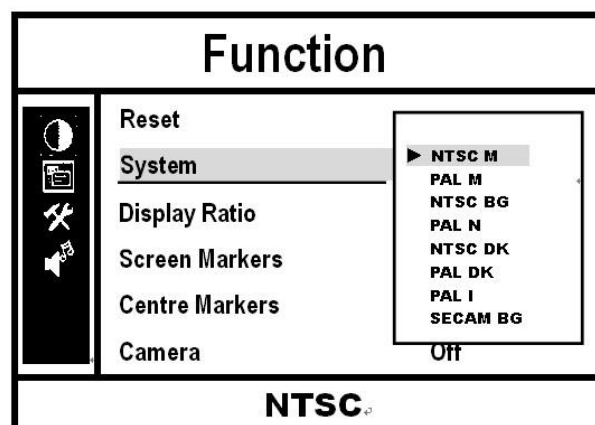 Function
Reset
System
Display Ratio
Screen Markers
Centre Markers
Camera Off
NTSC M
PAL M
NTSC BG
PAL N
NTSC DK
PAL DK
PAL I
SECAM BG
NTSC